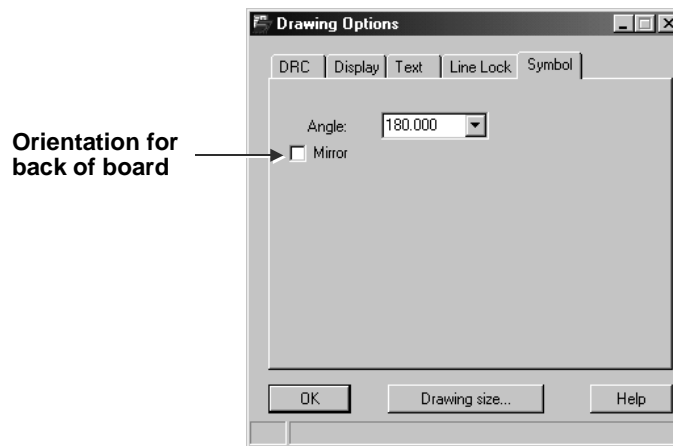 Drawing Options
DRC Display Text Line Lock Symbol
Angle: 180.000
Orientation for
back of board
Mirror
OK Drawing size... Help